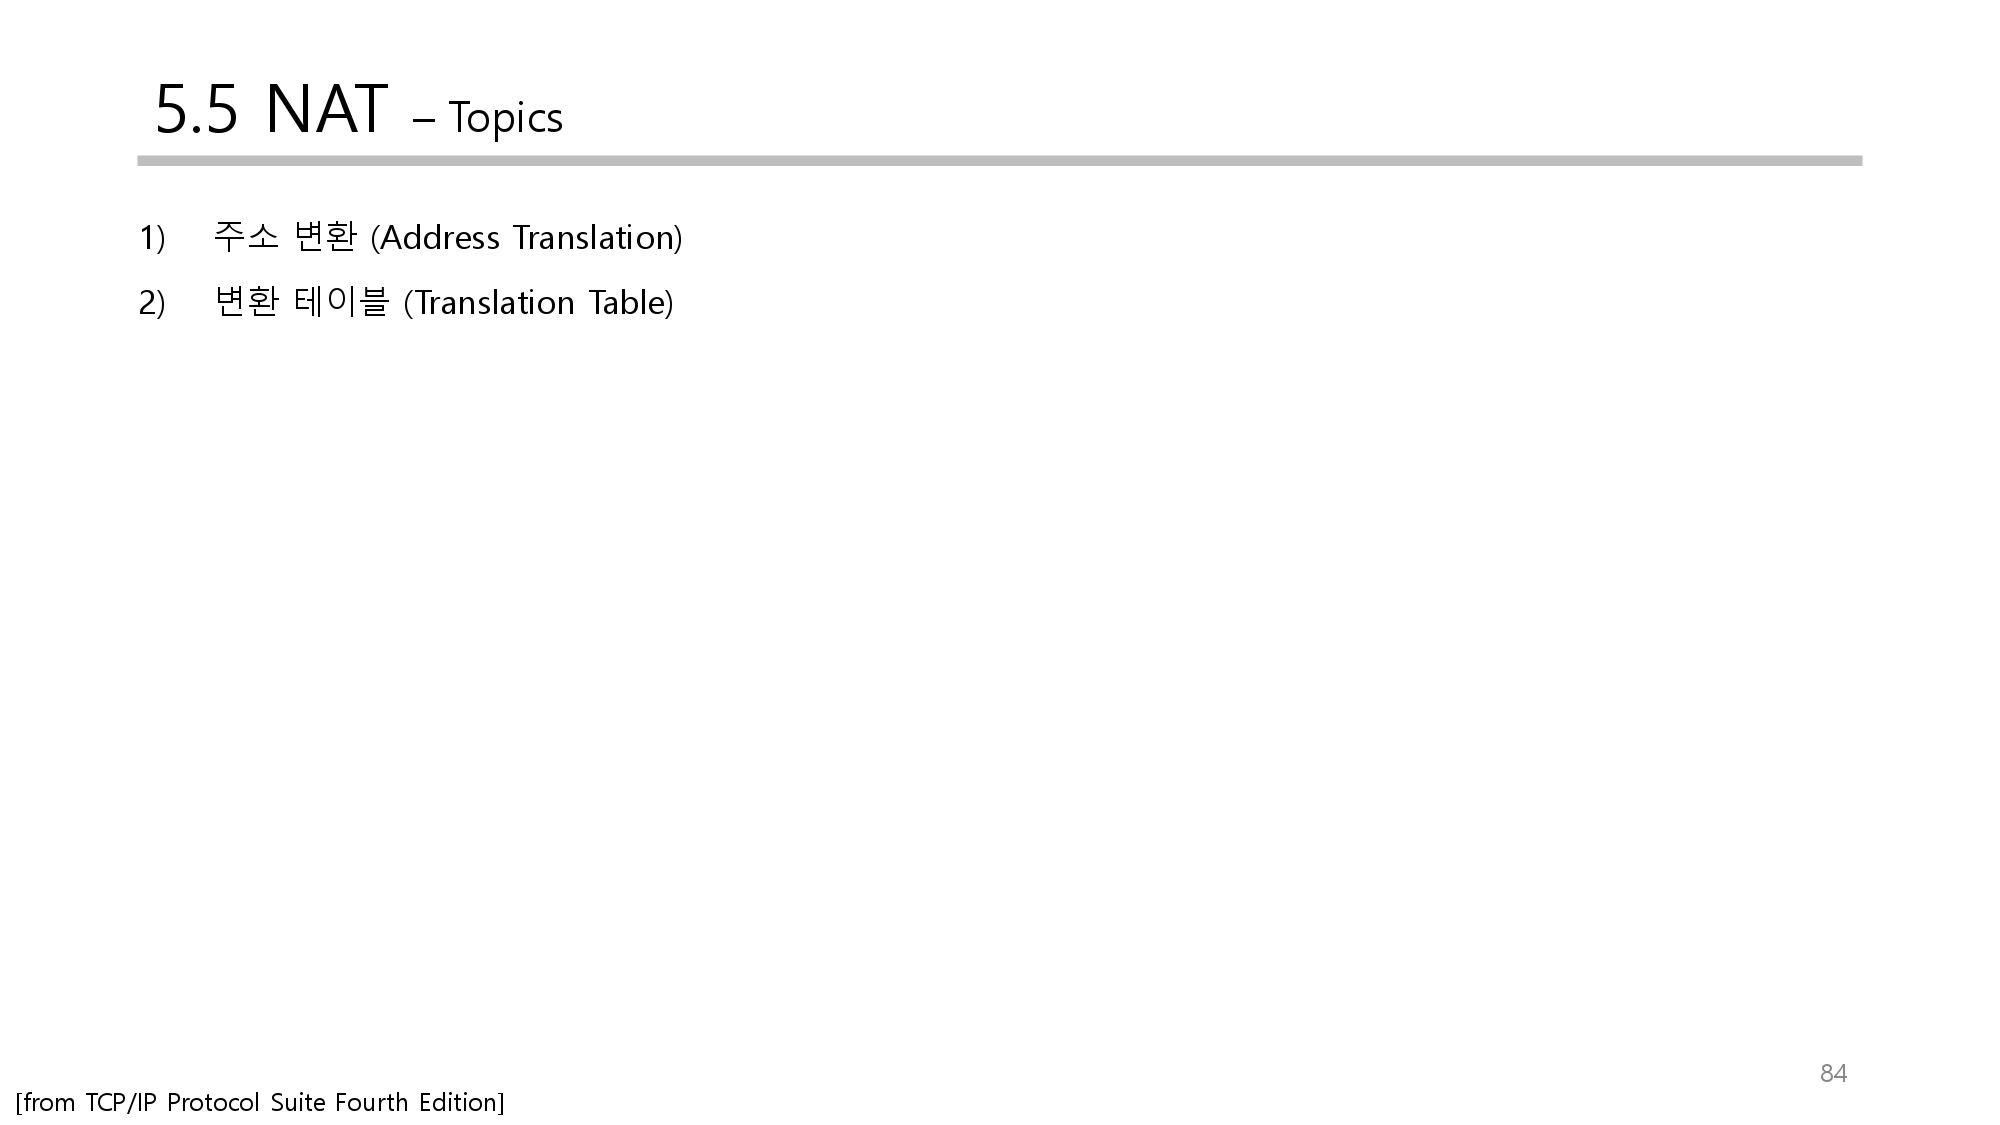 5.5 NAT – Topics
1) 주소 변환 (Address Translation)
2) 변환 테이블 (Translation Table)
84
[from TCP/IP Protocol Suite Fourth Edition]